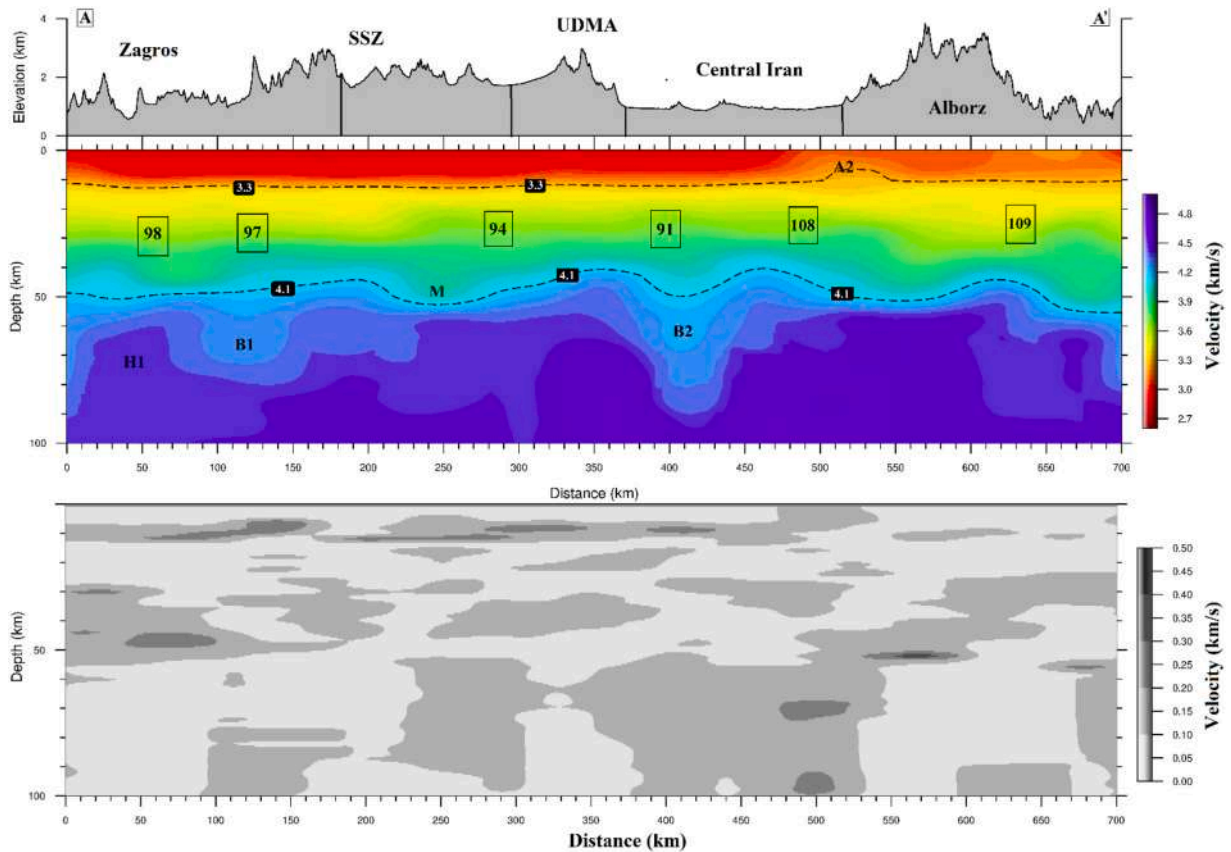 A
A'
Zagros
SSZ
UDMA
Central Iran
Alborz
Elevation (km)
4
2
0
A2
3.3
3.3
98
97
94
91
108
109
4.1
4.1
4.1
M
H1
B1
B2
Depth (km)
0
50
100
0 50 100 150 200 250 300 350 400 450 500 550 600 650 700
Distance (km)
4.8
4.5
4.2
3.9
3.6
3.3
3.0
2.7
Velocity (km/s)
Depth (km)
50
100
0 50 100 150 200 250 300 350 400 450 500 550 600 650 700
Distance (km)
0.50
0.40
0.30
0.25
0.20
0.15
0.10
0.05
0.00
Velocity (km/s)